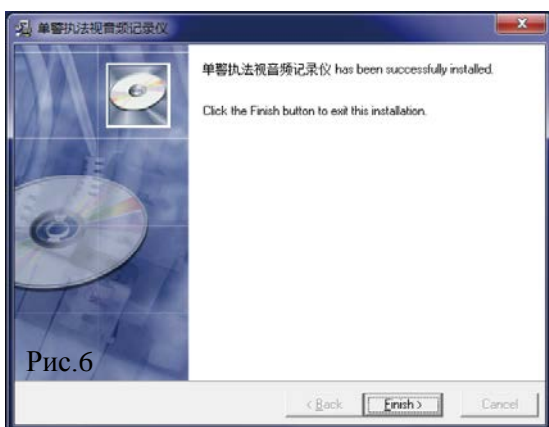 单警执法视音频记录仪
单警执法视音频记录仪 has been successfully installed.
Click the Finish button to exit this installation.
Рис.6
< Back
Finish >
Cancel